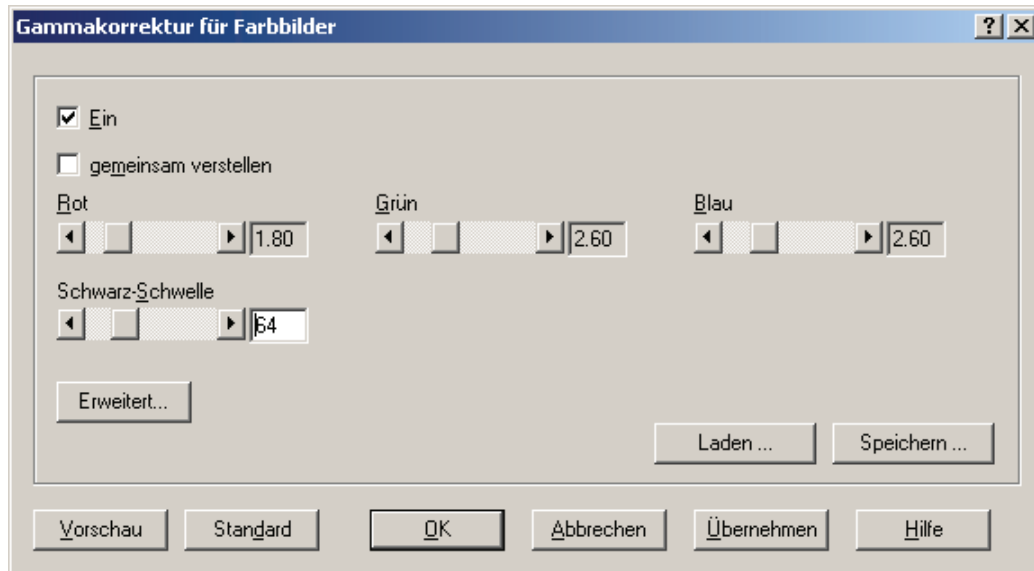 Gammakorrektur für Farbbilder
Ein
gemeinsam verstellen
Rot Grün Blau
1.80 2.60 2.60
Schwarz-Schwelle
64
Erweitert...
Laden ... Speichern ...
Vorschau Standard OK Abbrechen Übernehmen Hilfe